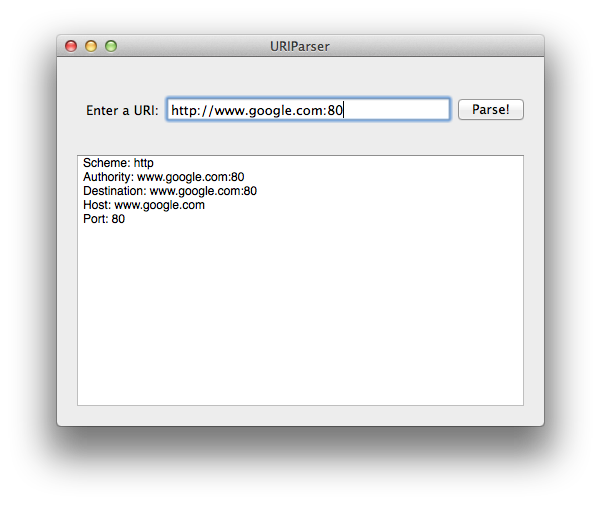 URIParser
Enter a URI: http://www.google.com:80 Parse!
Scheme: http
Authority: www.google.com:80
Destination: www.google.com:80
Host: www.google.com
Port: 80